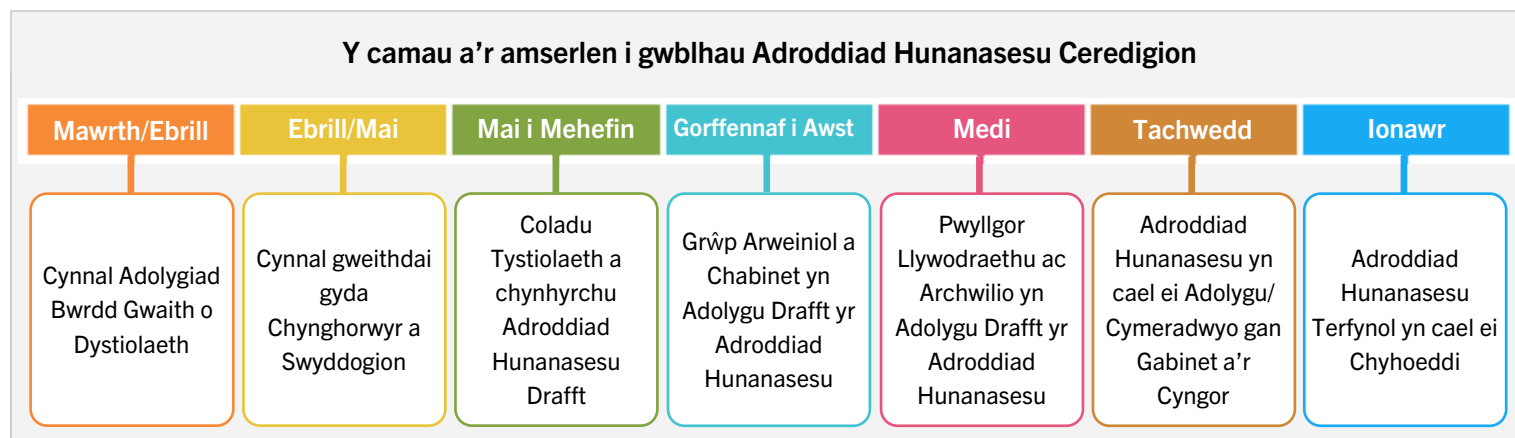 Y camau a'r amserlen i gwblhau Adroddiad Hunanasesu Ceredigion
Mawrth/Ebrill
Cynnal Adolygiad
Bwrdd Gwaith o
Dystiolaeth
Ebrill/Mai
Cynnal gweithdai
gyda
Chynghorwyr a
Swyddogion
Mai i Mehefin
Coladu
Tystiolaeth a
chynhyrchu
Adroddiad
Hunanasesu
Drafft
Gorffennaf i Awst
Grŵp Arweiniol a
Chabinet yn
Adolygu Drafft yr
Adroddiad
Hunanasesu
Medi
Pwyllgor
Llywodraethu ac
Archwilio yn
Adolygu Drafft yr
Adroddiad
Hunanasesu
Tachwedd
Adroddiad
Hunanasesu yn
cael ei Adolygu/
Cymeradwyo gan
Gabinet a'r
Cyngor
Ionawr
Adroddiad
Hunanasesu
Terfynol yn cael ei
Chyhoeddi